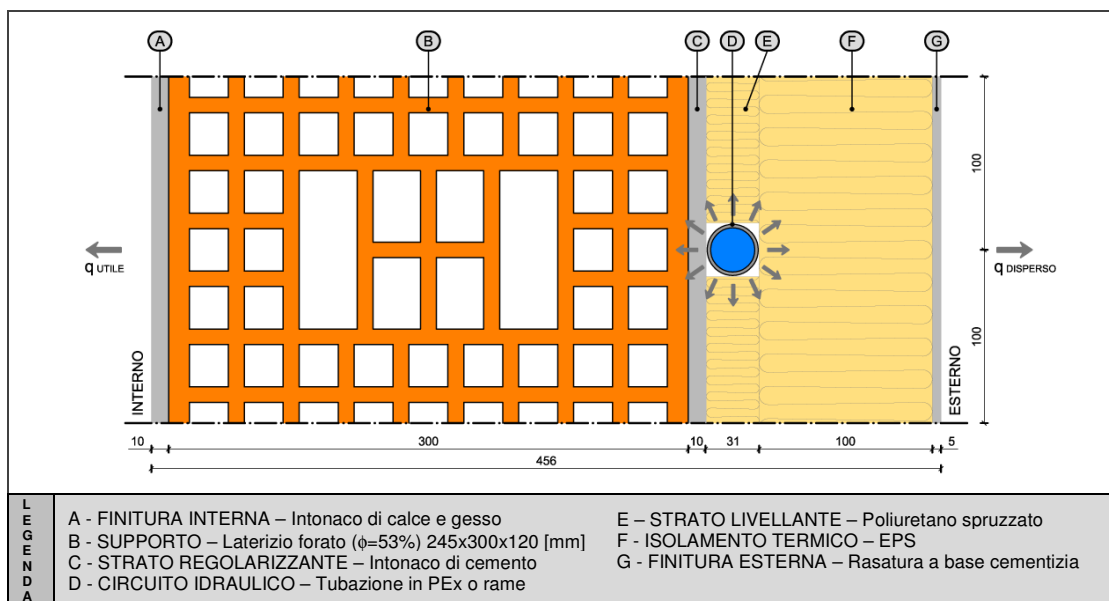 A B C D E F G
q UTILE
INTERNO
q DISPERSO
ESTERNO
100
100
10 300 10 31 100 5
456
LEGENDA
A - FINITURA INTERNA – Intonaco di calce e gesso
B - SUPPORTO – Laterizio forato (ϕ=53%) 245x300x120 [mm]
C - STRATO REGOLARIZZANTE – Intonaco di cemento
D - CIRCUITO IDRAULICO – Tubazione in PEx o rame
E – STRATO LIVELLANTE – Poliuretano spruzzato
F - ISOLAMENTO TERMICO – EPS
G - FINITURA ESTERNA – Rasatura a base cementizia